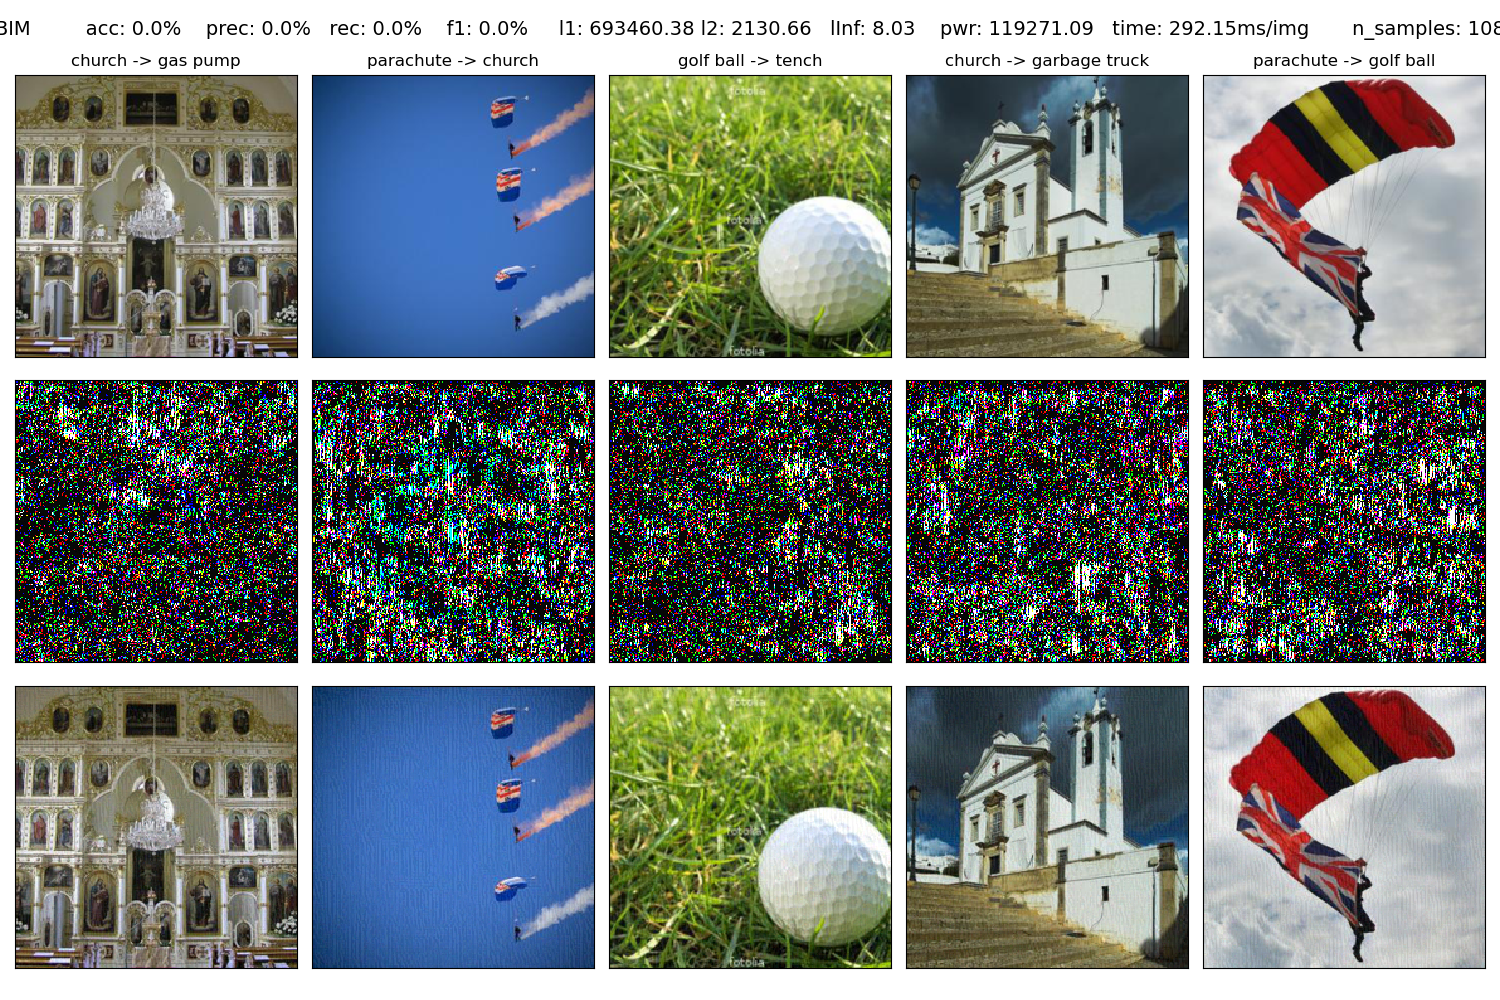 BIM acc: 0.0% prec: 0.0% rec: 0.0% f1: 0.0% l1: 693460.38 l2: 2130.66 lInf: 8.03 pwr: 119271.09 time: 292.15ms/img n_samples: 108
church -> gas pump
parachute -> church
golf ball -> tench
church -> garbage truck
parachute -> golf ball
fotolia
fotolia
fotolia
fotolia
fotolia
fotolia